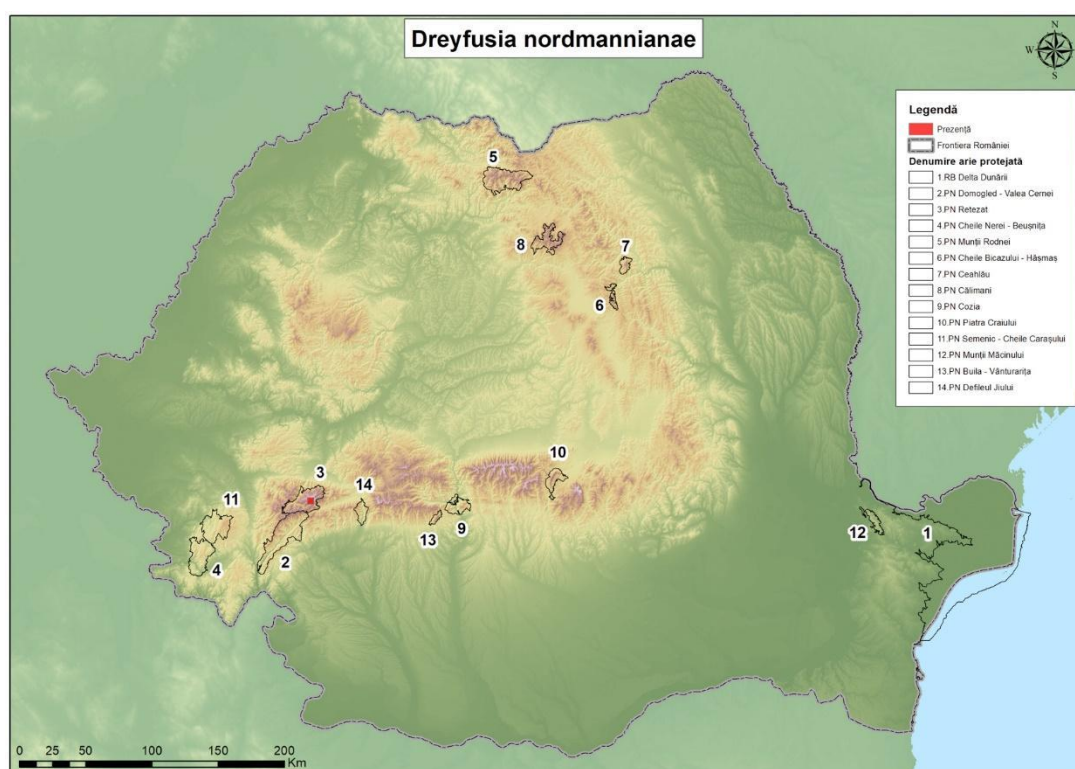 Dreyfusia nordmannianae
N
W E
S
Legendă
Prezență
Frontiera României
Denumire arie protejată
1.RB Delta Dunării
2.PN Domogled - Valea Cernei
3.PN Retezat
4.PN Cheile Nerei - Beușnița
5.PN Munții Rodnei
6.PN Cheile Bicazului - Hășmaș
7.PN Ceahlău
8.PN Călimani
9.PN Cozia
10.PN Piatra Craiului
11.PN Semenic - Cheile Carașului
12.PN Munții Măcinului
13.PN Buila - Vânturarița
14.PN Defileul Jiului
5
8
7
6
10
3
14
11
9
13
12
1
4
2
0 25 50 100 150 200
Km